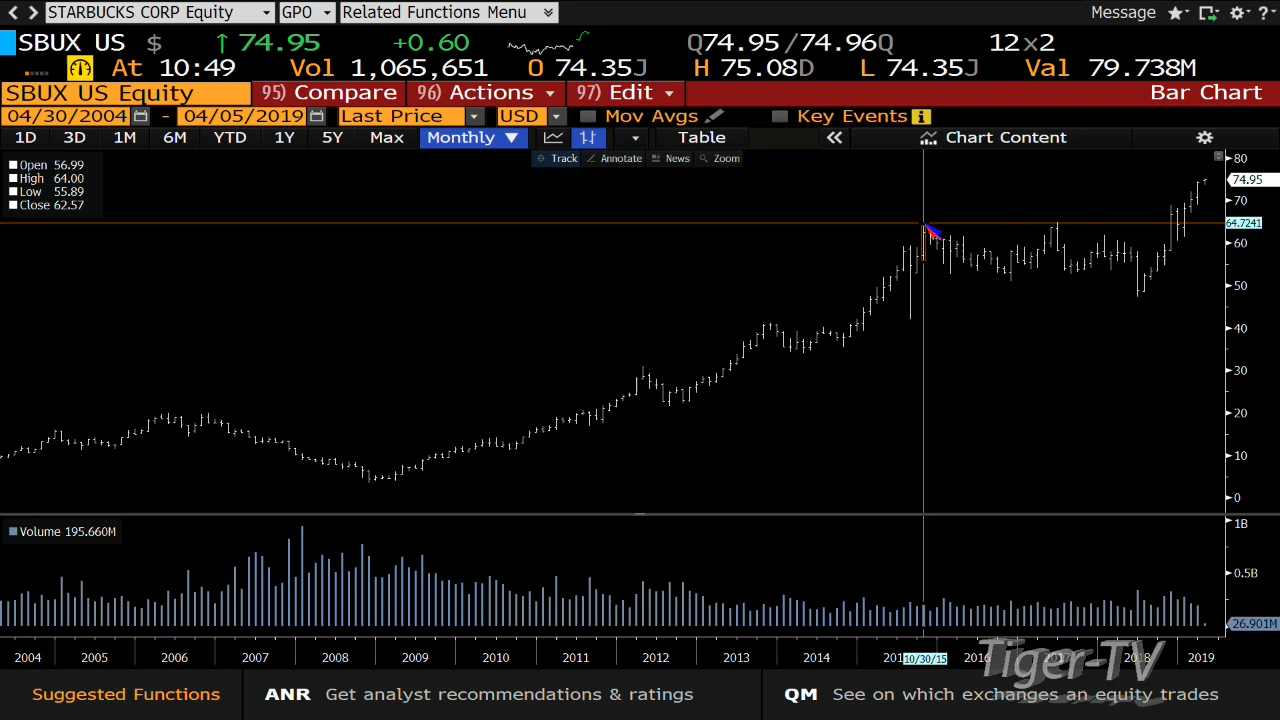 STARBUCKS CORP Equity GPO Related Functions Menu Message ?
SBUX US $ ↑ 74.95 +0.60 Q74.95/74.96Q 12x2
At 10:49 Vol 1,065,651 O 74.35J H 75.08D L 74.35J Val 79.738M
SBUX US Equity 95) Compare 96) Actions 97) Edit Bar Chart
04/30/2004 - 04/05/2019 Last Price USD Mov Avgs Key Events i
1D 3D 1M 6M YTD 1Y 5Y Max Monthly ▼ Table « Chart Content
Track Annotate News Zoom
Open 56.99
High 64.00
Low 55.89
Close 62.57
80
74.95
70
64.7241
60
50
40
30
20
10
0
Volume 195.660M
1B
0.5B
26.901M
2004 2005 2006 2007 2008 2009 2010 2011 2012 2013 2014 201 10/30/15 2016 2017 2018 2019
Tiger-TV
Suggested Functions ANR Get analyst recommendations & ratings QM See on which exchanges an equity trades